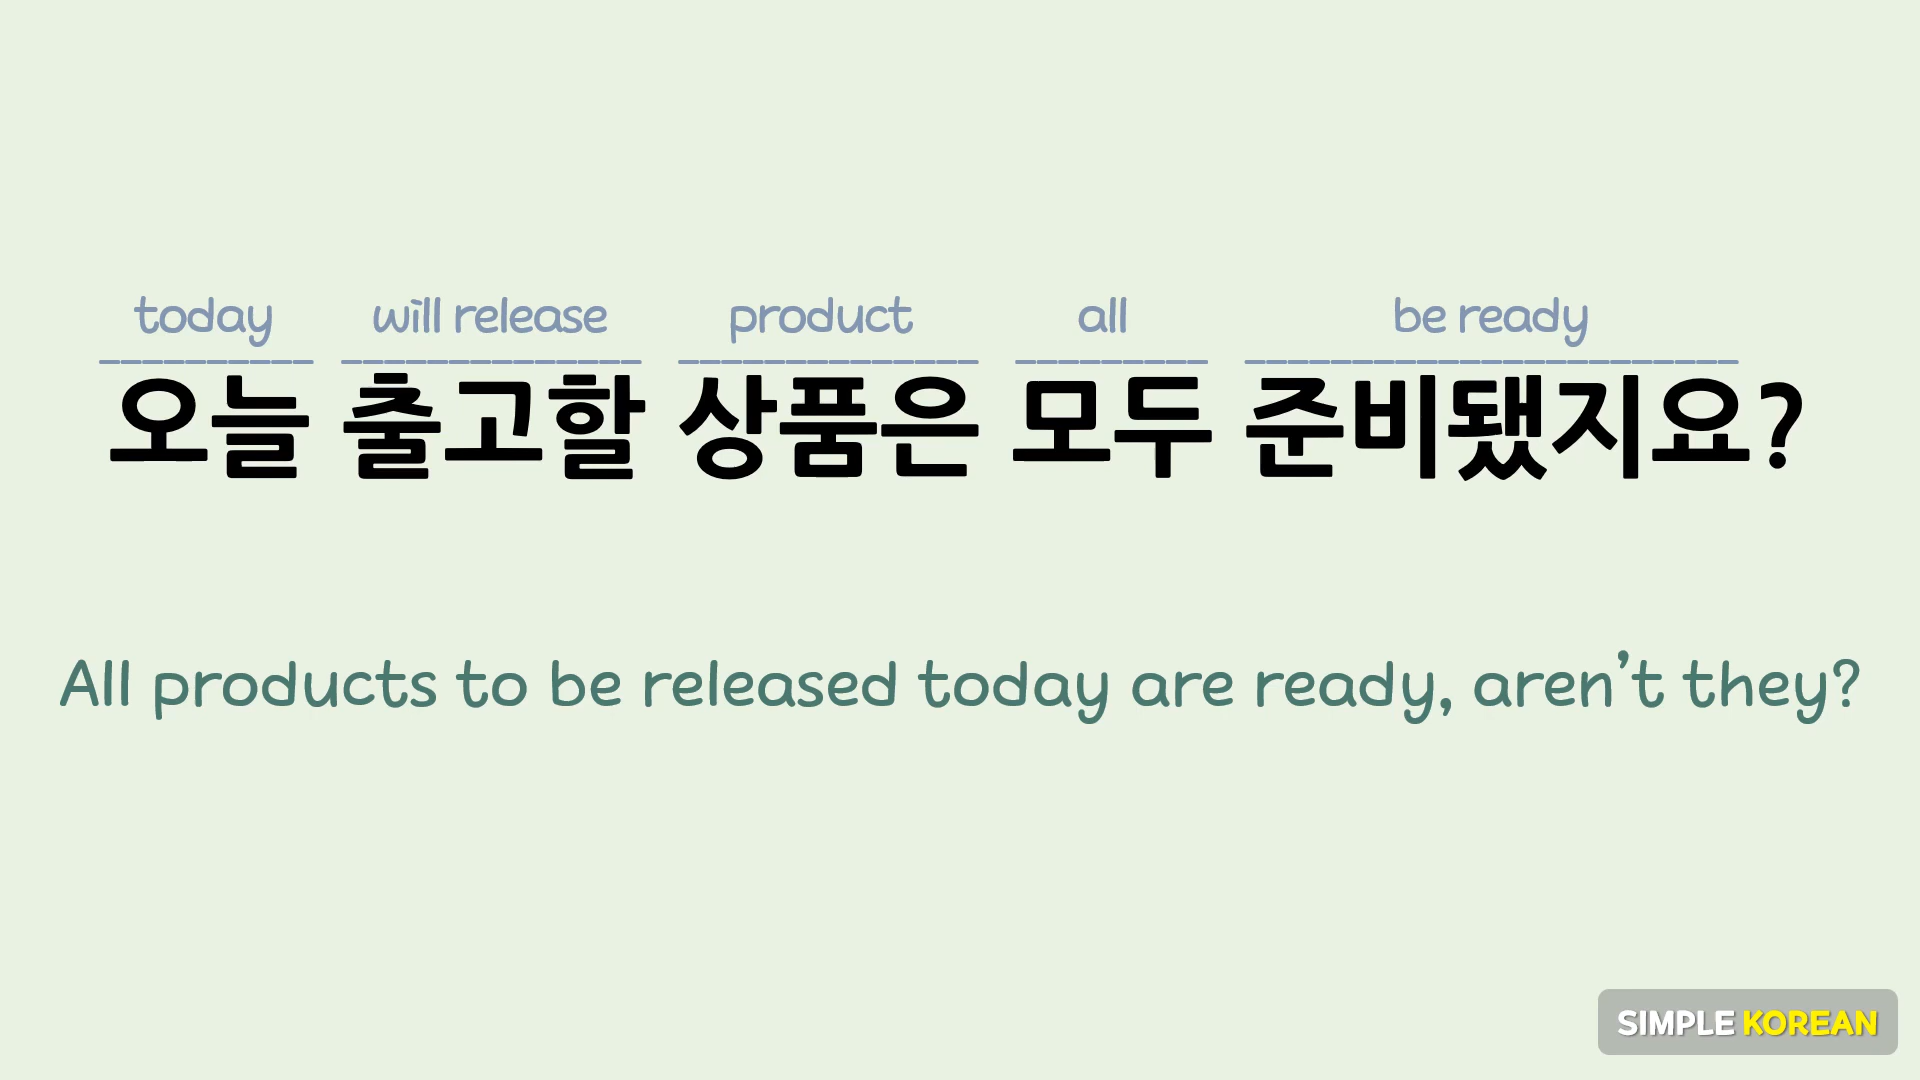 today will release product all be ready
오늘 출고할 상품은 모두 준비됐지요?
All products to be released today are ready, aren't they?
SIMPLE KOREAN